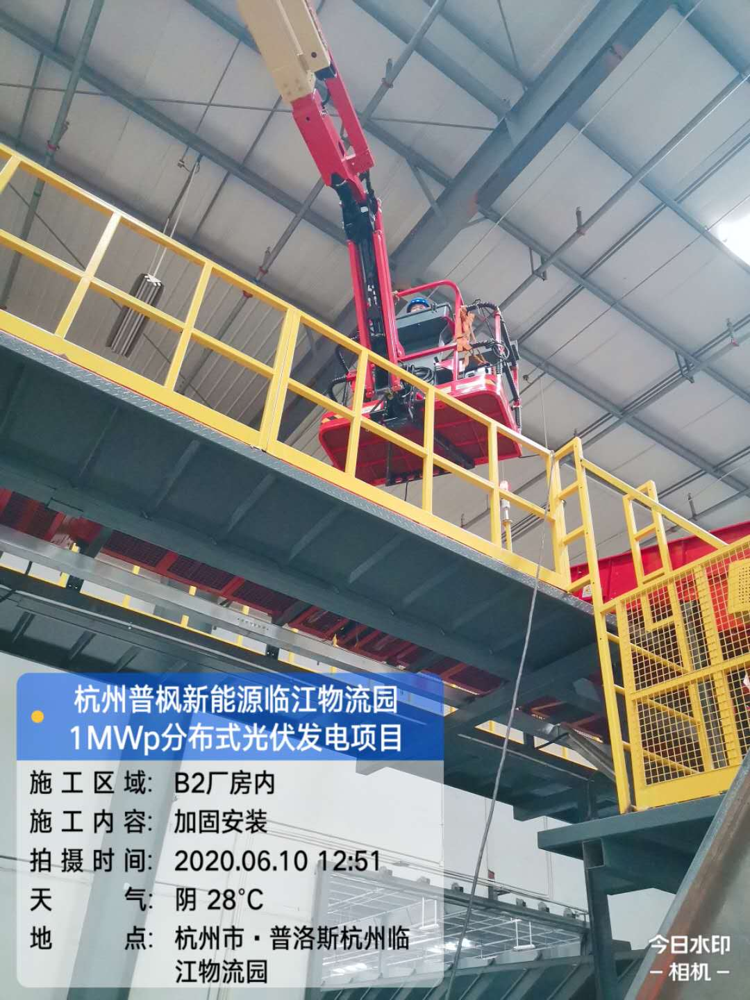 杭州普枫新能源临江物流园
1MWp分布式光伏发电项目
施工区域: B2厂房内
施工内容: 加固安装
拍摄时间: 2020.06.10 12:51
天气: 阴 28°C
地点: 杭州市·普洛斯杭州临
江物流园
今日水印
-相机-